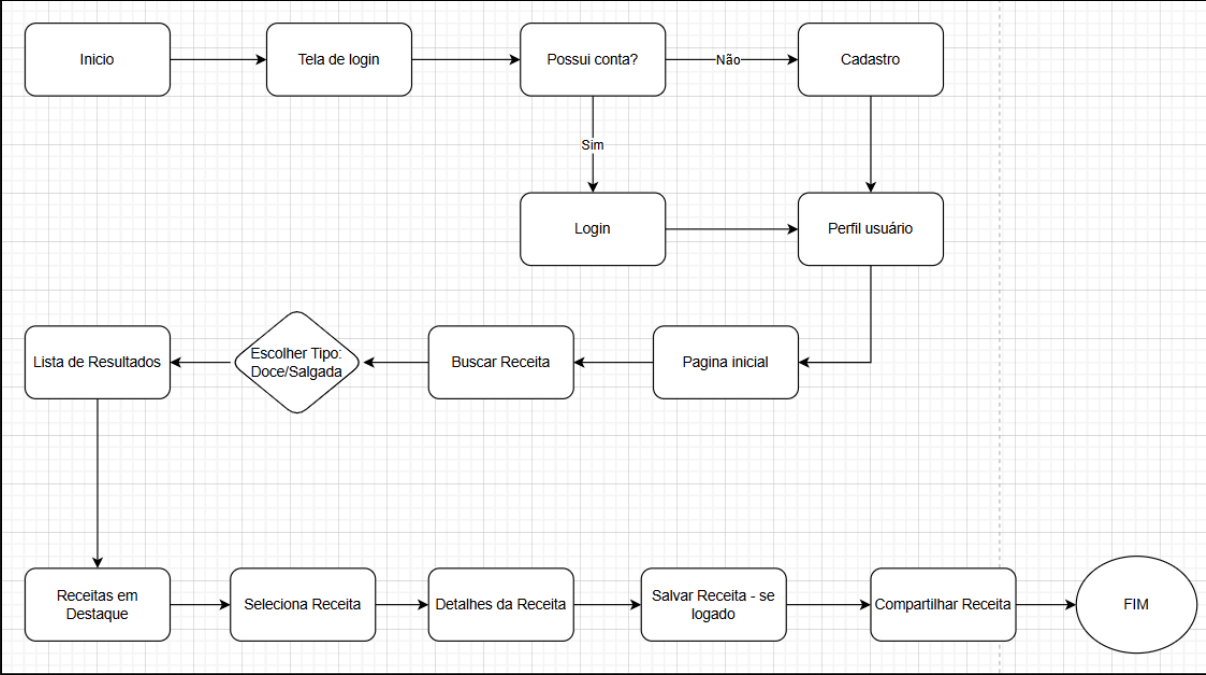 Inicio
Tela de login
Possui conta?
Não
Cadastro
Sim
Login
Perfil usuário
Lista de Resultados
Escolher Tipo:
Doce/Salgada
Buscar Receita
Pagina inicial
Receitas em
Destaque
Seleciona Receita
Detalhes da Receita
Salvar Receita - se
logado
Compartilhar Receita
FIM